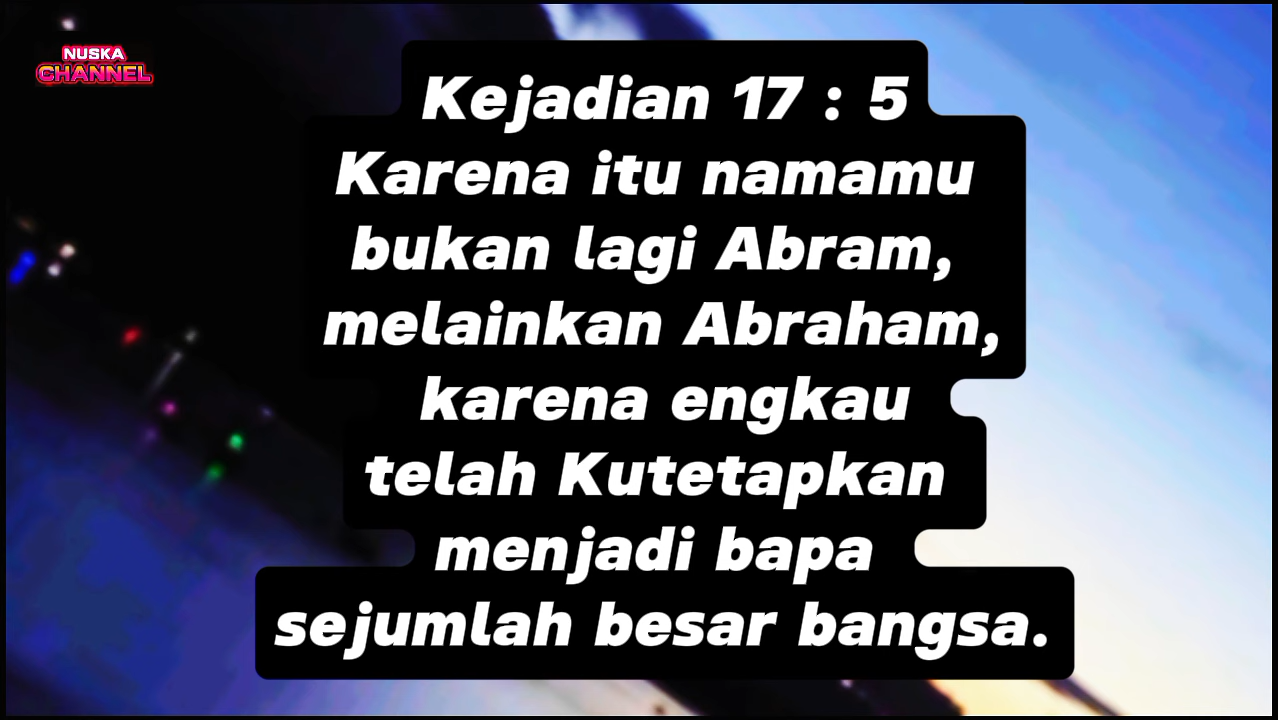 NUSKA
CHANNEL
Kejadian 17 : 5
Karena itu namamu
bukan lagi Abram,
melainkan Abraham,
karena engkau
telah Kutetapkan
menjadi bapa
sejumlah besar bangsa.